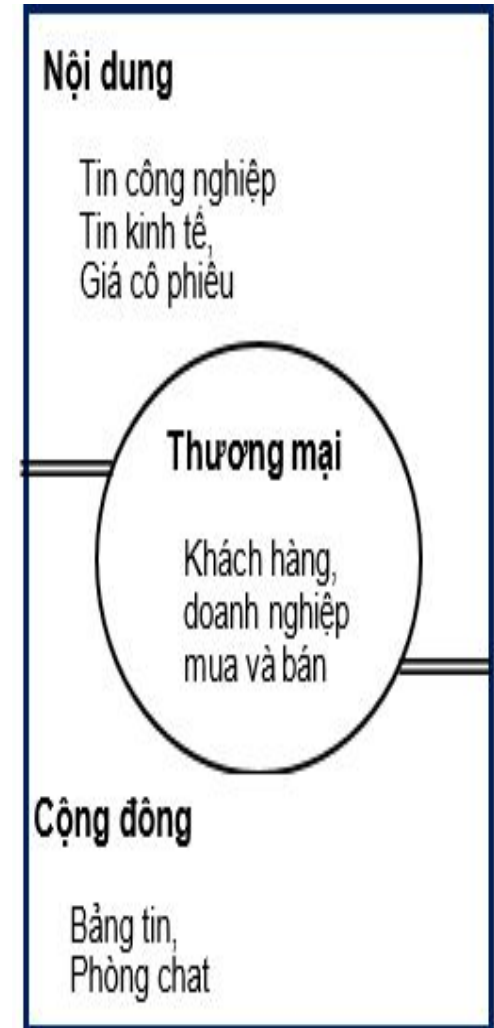 Nội dung
Tin công nghiệp
Tin kinh tế,
Giá cô phiêu
Thương mại
Khách hàng,
doanh nghiệp
mua và bán
Cộng đông
Bảng tin,
Phòng chat